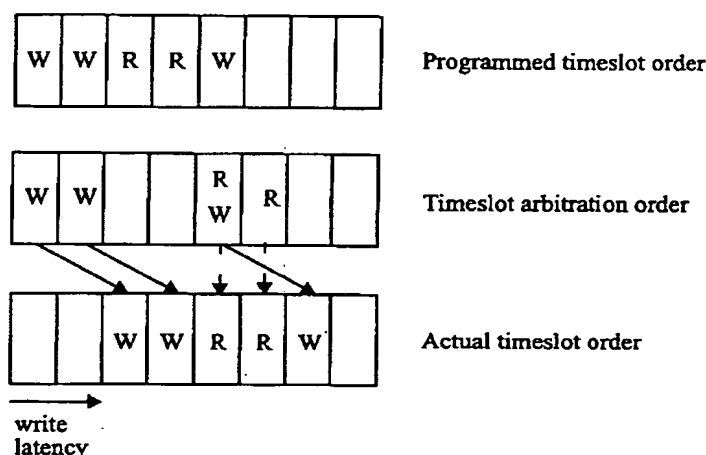 W W R R W Programmed timeslot order
R
W W W R Timeslot arbitration order
W W R R W Actual timeslot order
write
latency